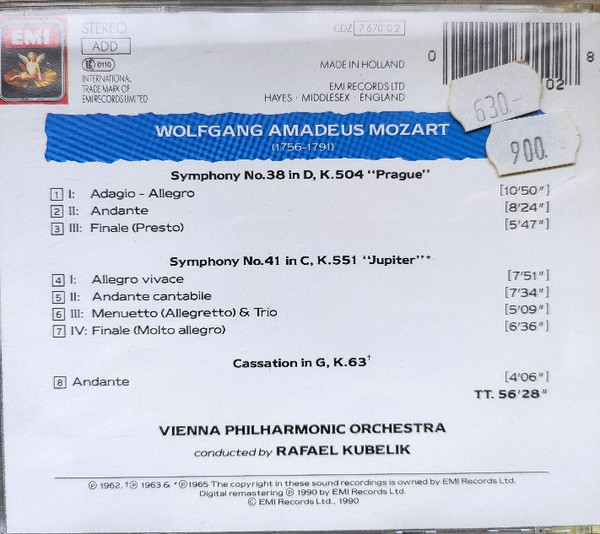 EMI
STEREO
ADD
LC 0110
INTERNATIONAL
TRADE MARK OF
EMI RECORDS LIMITED
CDZ 7 67010 2
MADE IN HOLLAND
EMI RECORDS LTD
HAYES · MIDDLESEX · ENGLAND
0 02 8
630.-
900.
WOLFGANG AMADEUS MOZART
(1756-1791)
Symphony No.38 in D, K.504 "Prague"
1 I: Adagio - Allegro [10'50"]
2 II: Andante [8'24"]
3 III: Finale (Presto) [5'47"]
Symphony No.41 in C, K.551 "Jupiter"*
4 I: Allegro vivace [7'51"]
5 II: Andante cantabile [7'34"]
6 III: Menuetto (Allegretto) & Trio [5'09"]
7 IV: Finale (Molto allegro) [6'36"]
Cassation in G, K.63†
8 Andante [4'06"]
TT. 56'28"
VIENNA PHILHARMONIC ORCHESTRA
conducted by RAFAEL KUBELIK
℗ 1962, †℗ 1963 & *℗1965 The copyright in these sound recordings is owned by EMI Records Ltd.
Digital remastering ℗ 1990 by EMI Records Ltd.
© EMI Records Ltd., 1990